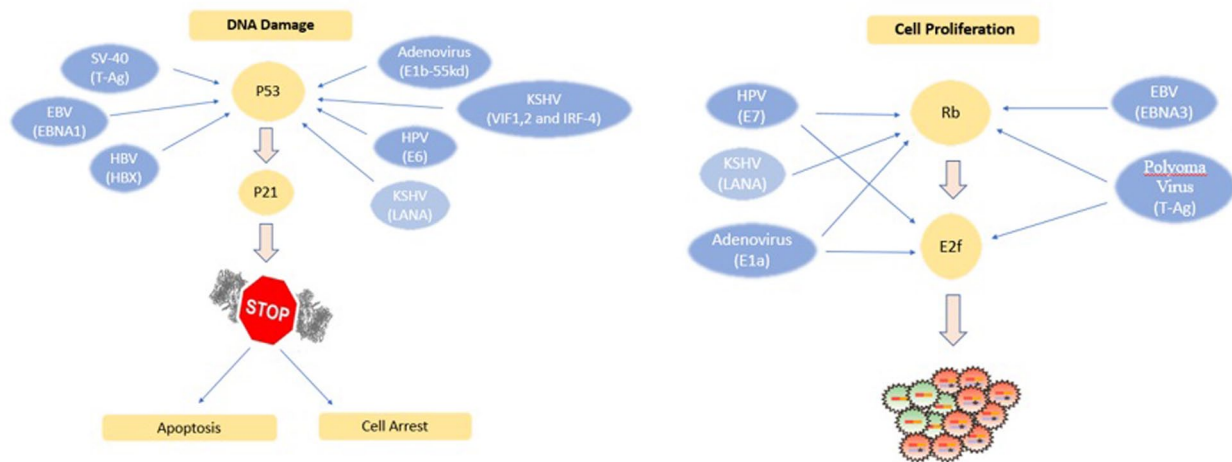 DNA Damage
SV-40
(T-Ag)
EBV
(EBNA1)
HBV
(HBX)
P53
Adenovirus
(E1b-55kd)
KSHV
(VIF1,2 and IRF-4)
HPV
(E6)
KSHV
(LANA)
P21
STOP
Apoptosis
Cell Arrest
Cell Proliferation
HPV
(E7)
KSHV
(LANA)
Adenovirus
(E1a)
Rb
E2f
EBV
(EBNA3)
Polyoma
Virus
(T-Ag)